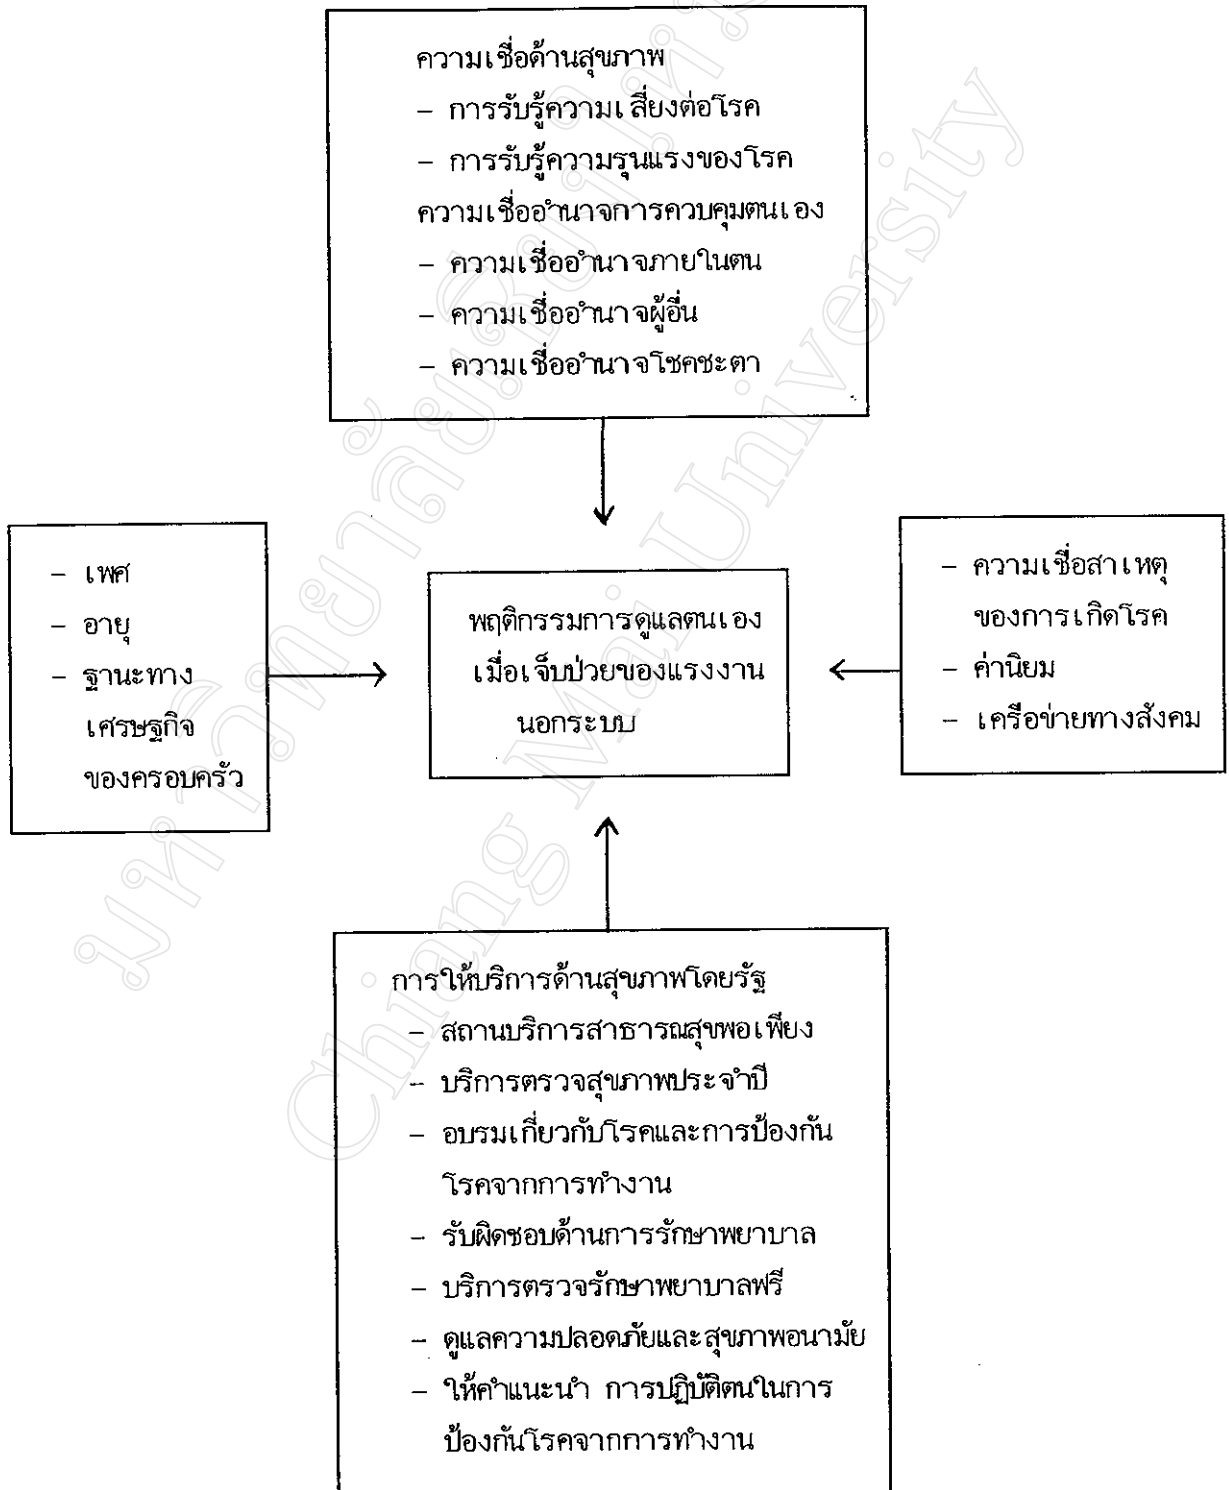 ความเชื่อด้านสุขภาพ
- การรับรู้ความเสี่ยงต่อโรค
- การรับรู้ความรุนแรงของโรค
ความเชื่ออำนาจการควบคุมตนเอง
- ความเชื่ออำนาจภายในตน
- ความเชื่ออำนาจผู้อื่น
- ความเชื่ออำนาจโชคชะตา
- เพศ
- อายุ
- ฐานะทาง
เศรษฐกิจ
ของครอบครัว
พฤติกรรมการดูแลตนเอง
เมื่อเจ็บป่วยของแรงงาน
นอกระบบ
- ความเชื่อสาเหตุ
ของการเกิดโรค
- ค่านิยม
- เครือข่ายทางสังคม
การให้บริการด้านสุขภาพโดยรัฐ
- สถานบริการสาธารณสุขพอเพียง
- บริการตรวจสุขภาพประจำปี
- อบรมเกี่ยวกับโรคและการป้องกัน
โรคจากการทำงาน
- รับผิดชอบด้านการรักษาพยาบาล
- บริการตรวจรักษาพยาบาลฟรี
- ดูแลความปลอดภัยและสุขภาพอนามัย
- ให้คำแนะนำ การปฏิบัติตนในการ
ป้องกันโรคจากการทำงาน
มหาวิทยาลัยเชียงใหม่
Chiang Mai University